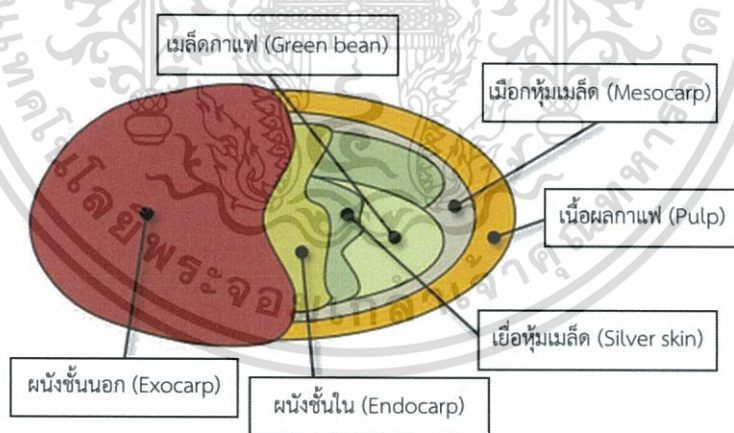 เมล็ดกาแฟ (Green bean)
เมือกหุ้มเมล็ด (Mesocarp)
เนื้อผลกาแฟ (Pulp)
เยื่อหุ้มเมล็ด (Silver skin)
ผนังชั้นนอก (Exocarp)
ผนังชั้นใน (Endocarp)